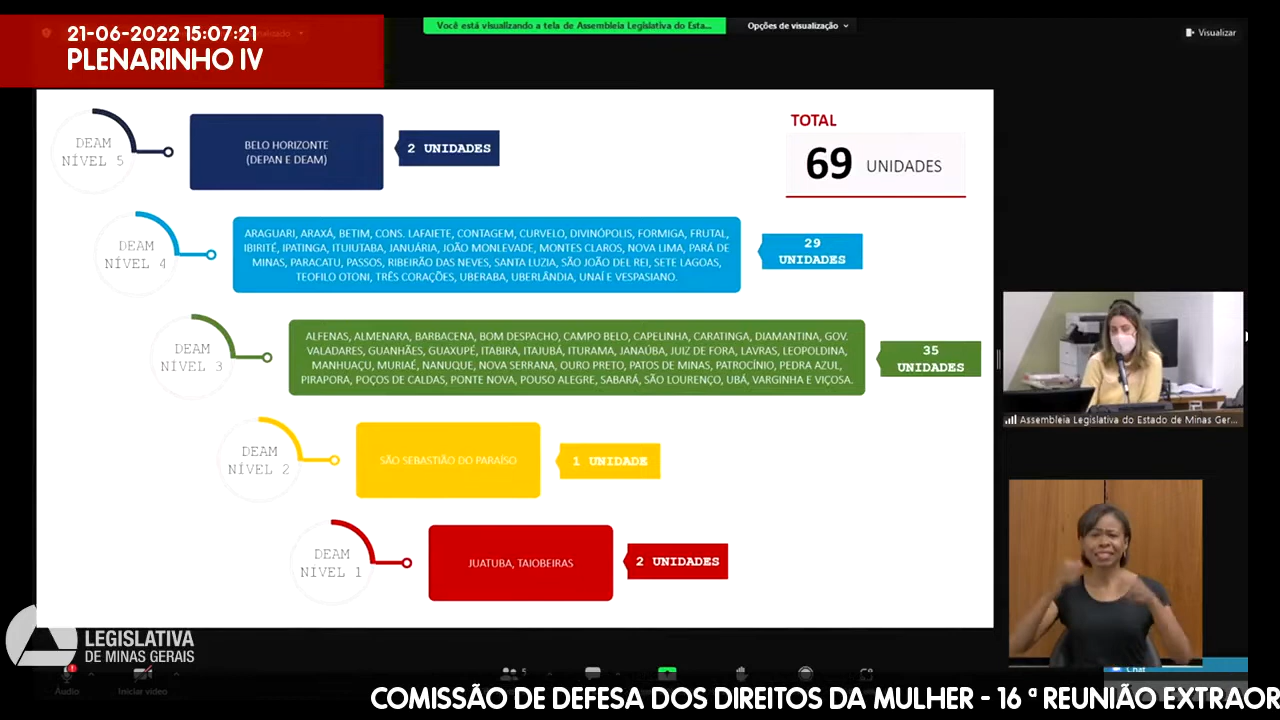 21-06-2022 15:07:21
PLENARINHO IV
Você está visualizando a tela de Assembleia Legislativa do Esta...
Opções de visualização
Visualizar
DEAM
NÍVEL 5
BELO HORIZONTE
(DEPAN E DEAM)
2 UNIDADES
TOTAL
69 UNIDADES
DEAM
NÍVEL 4
ARAGUARI, ARAXÁ, BETIM, CONS. LAFAIETE, CONTAGEM, CURVELO, DIVINÓPOLIS, FORMIGA, FRUTAL,
IBIRITÉ, IPATINGA, ITUIUTABA, JANUÁRIA, JOÃO MONLEVADE, MONTES CLAROS, NOVA LIMA, PARÁ DE
MINAS, PARACATU, PASSOS, RIBEIRÃO DAS NEVES, SANTA LUZIA, SÃO JOÃO DEL REI, SETE LAGOAS,
TEOFILO OTONI, TRÊS CORAÇÕES, UBERABA, UBERLÂNDIA, UNAÍ E VESPASIANO.
29
UNIDADES
DEAM
NÍVEL 3
ALFENAS, ALMENARA, BARBACENA, BOM DESPACHO, CAMPO BELO, CAPELINHA, CARATINGA, DIAMANTINA, GOV.
VALADARES, GUANHÃES, GUAXUPÉ, ITABIRA, ITAJUBÁ, ITURAMA, JANAÚBA, JUIZ DE FORA, LAVRAS, LEOPOLDINA,
MANHUAÇU, MURIAÉ, NANUQUE, NOVA SERRANA, OURO PRETO, PATOS DE MINAS, PATROCÍNIO, PEDRA AZUL,
PIRAPORA, POÇOS DE CALDAS, PONTE NOVA, POUSO ALEGRE, SABARÁ, SÃO LOURENÇO, UBÁ, VARGINHA E VIÇOSA.
35
UNIDADES
Assembleia Legislativa do Estado de Minas Ger...
DEAM
NÍVEL 2
SÃO SEBASTIÃO DO PARAÍSO
1 UNIDADE
DEAM
NIVEL 1
JUATUBA, TAIOBEIRAS
2 UNIDADES
LEGISLATIVA
DE MINAS GERAIS
Áudio
Iniciar vídeo
5
Chat
COMISSÃO DE DEFESA DOS DIREITOS DA MULHER - 16 ª REUNIÃO EXTRAOR